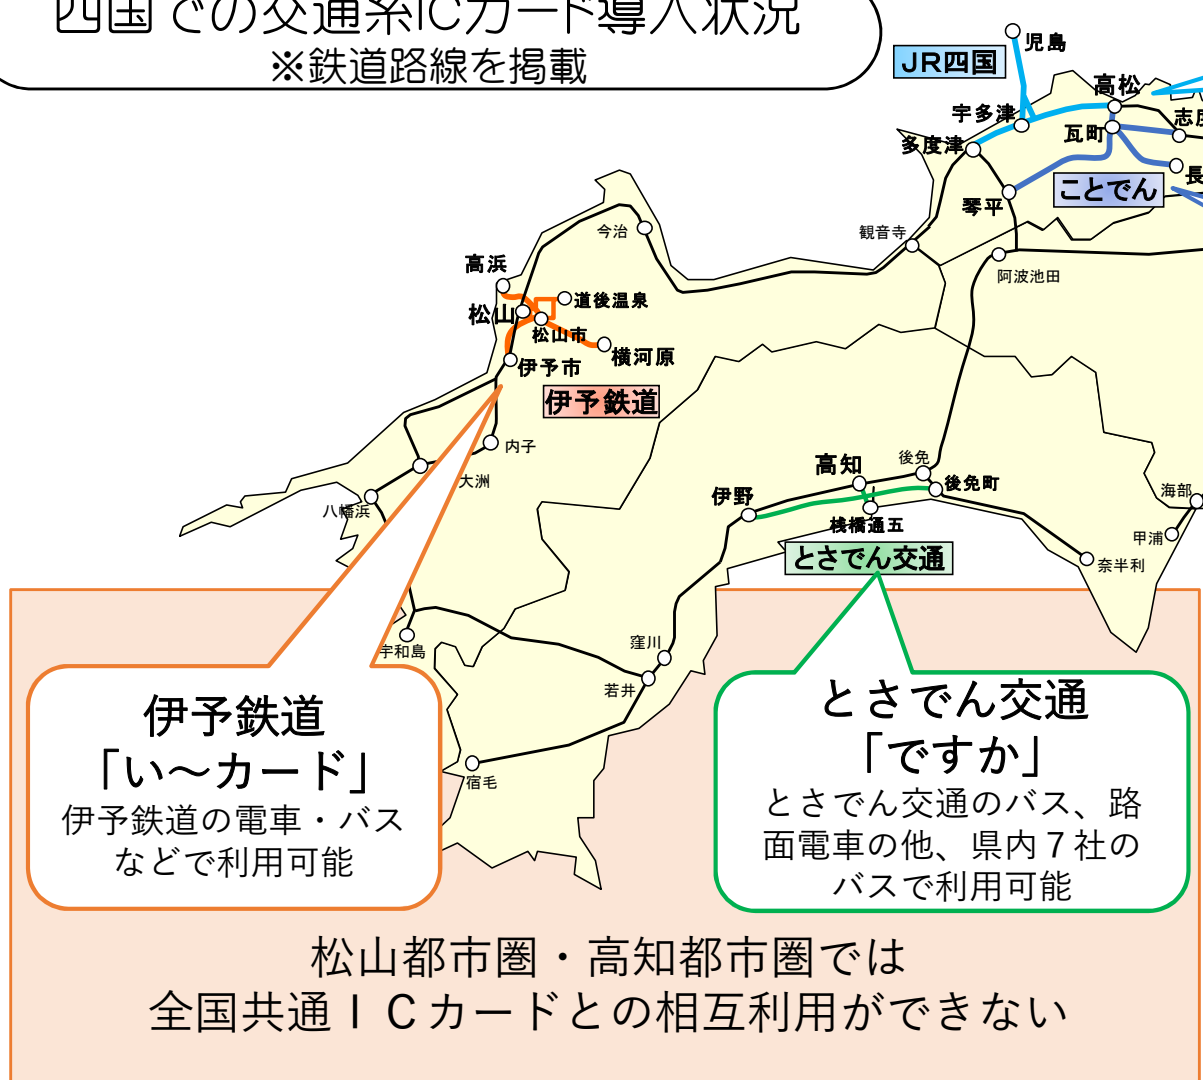 四国での交通系ICカード導入状況
※鉄道路線を掲載
JR四国
児島
高松
宇多津
瓦町
多度津
ことでん
琴平
観音寺
阿波池田
今治
高浜
道後温泉
松山
松山市
横河原
伊予市
伊予鉄道
内子
大洲
八幡浜
高知
後免
伊野
後免町
桟橋通五
とさでん交通
海部
甲浦
奈半利
宇和島
窪川
若井
宿毛
伊予鉄道
「い～カード」
伊予鉄道の電車・バス
などで利用可能
とさでん交通
「ですか」
とさでん交通のバス、路
面電車の他、県内７社の
バスで利用可能
松山都市圏・高知都市圏では
全国共通ＩＣカードとの相互利用ができない